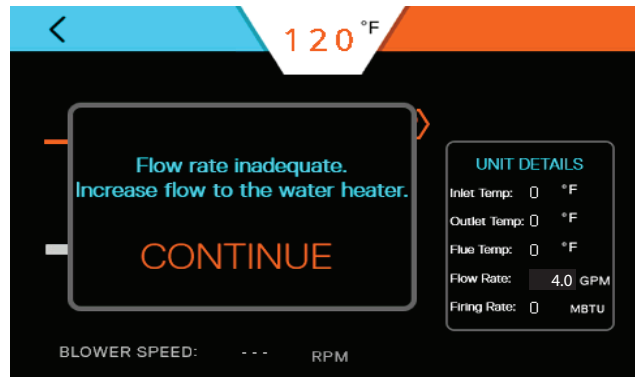 120 °F
Flow rate inadequate.
Increase flow to the water heater.
CONTINUE
UNIT DETAILS
Inlet Temp: 0 °F
Outlet Temp: 0 °F
Flue Temp: 0 °F
Flow Rate: 4.0 GPM
Firing Rate: 0 MBTU
BLOWER SPEED: --- RPM